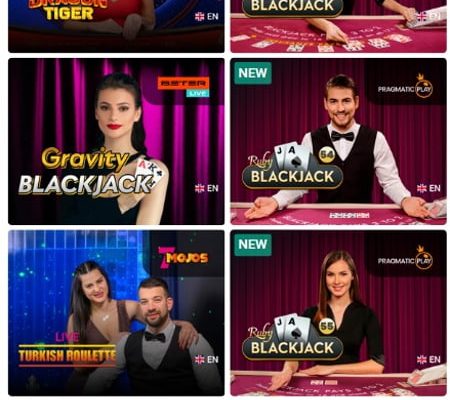 DRAGON
TIGER
EN
BLACKJACK
EN
BETER
Live
Gravity
BLACKJACK
A
K
EN
NEW
PRAGMATIC PLAY
J A
Ruby
54
BLACKJACK
EN
7 MOJOS
LIVE
TURKISH ROULETTE
EN
NEW
PRAGMATIC PLAY
J A
Ruby
55
BLACKJACK
EN